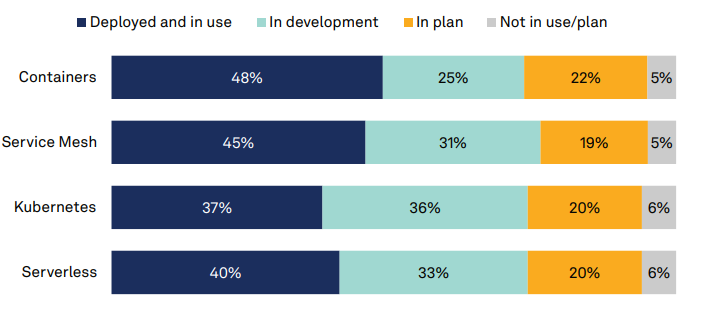 Deployed and in use In development In plan Not in use/plan
Containers 48% 25% 22% 5%
Service Mesh 45% 31% 19% 5%
Kubernetes 37% 36% 20% 6%
Serverless 40% 33% 20% 6%